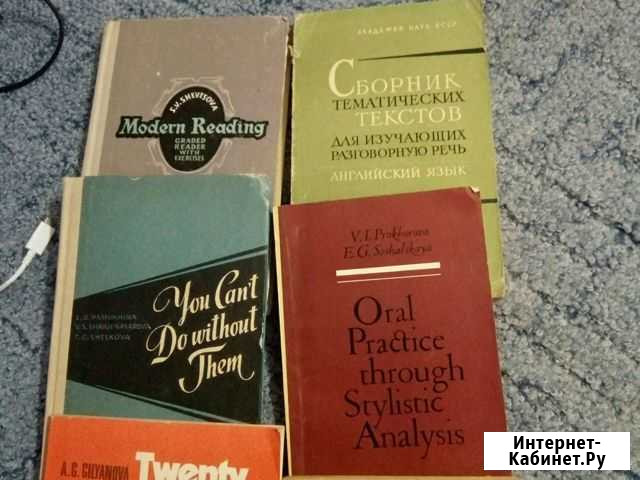 S.V. SHEVTSOVA
Modern Reading
GRADED
READER
WITH
EXERCISES
АКАДЕМИЯ НАУК СССР
СБОРНИК
ТЕМАТИЧЕСКИХ
ТЕКСТОВ
ДЛЯ ИЗУЧАЮЩИХ
РАЗГОВОРНУЮ РЕЧЬ
АНГЛИЙСКИЙ ЯЗЫК
You Can't
Do without
Them
V. I. Prokhorova
E. G. Soshalskaya
Oral
Practice
through
Stylistic
Analysis
A. G. GILYANOVA
Twenty
Интернет-
Кабинет.Ру